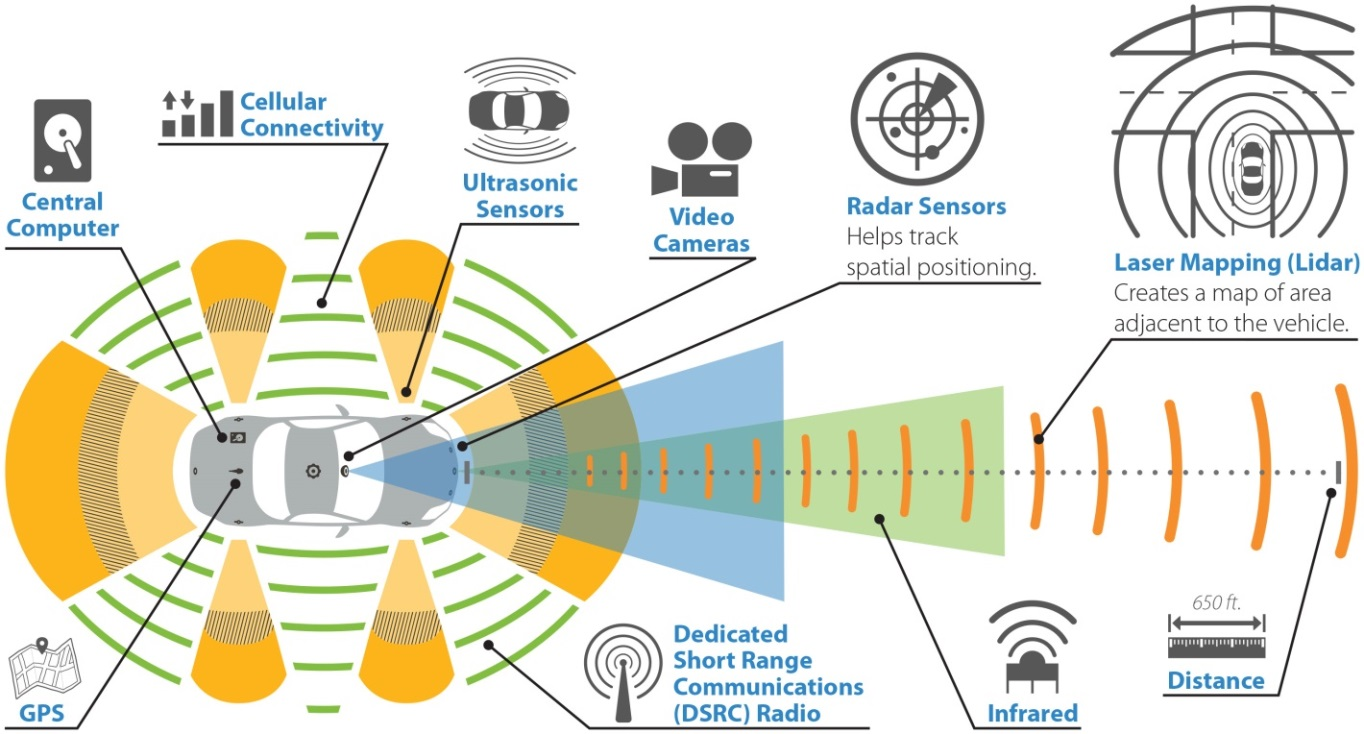 Cellular
Connectivity
Central
Computer
Ultrasonic
Sensors
Video
Cameras
Radar Sensors
Helps track
spatial positioning.
Laser Mapping (Lidar)
Creates a map of area
adjacent to the vehicle.
GPS
Dedicated
Short Range
Communications
(DSRC) Radio
Infrared
650 ft.
Distance